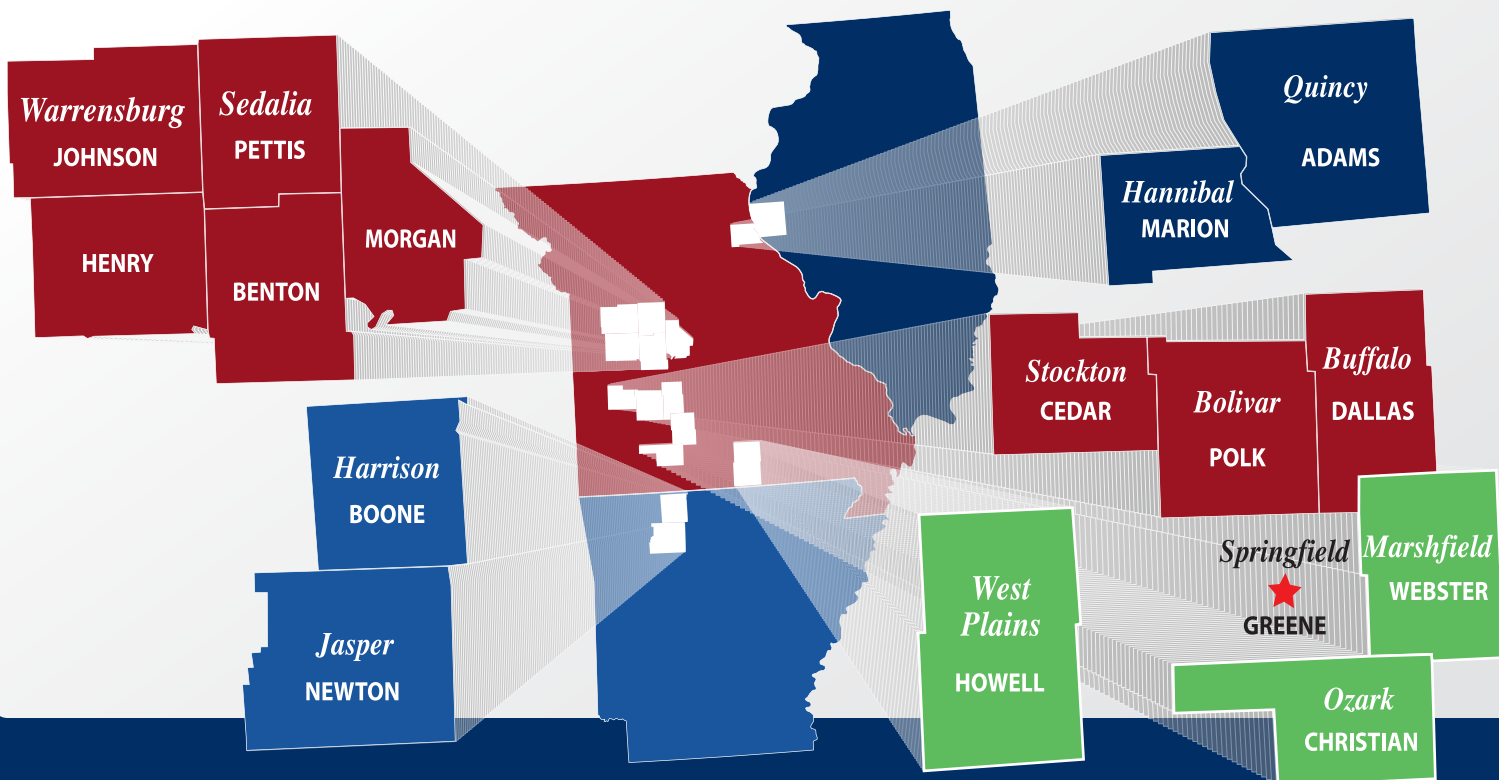 Warrensburg
JOHNSON
Sedalia
PETTIS
MORGAN
HENRY
BENTON
Quincy
ADAMS
Hannibal
MARION
Harrison
BOONE
Jasper
NEWTON
Stockton
CEDAR
Bolivar
POLK
Buffalo
DALLAS
Springfield
GREENE
Marshfield
WEBSTER
West
Plains
HOWELL
Ozark
CHRISTIAN